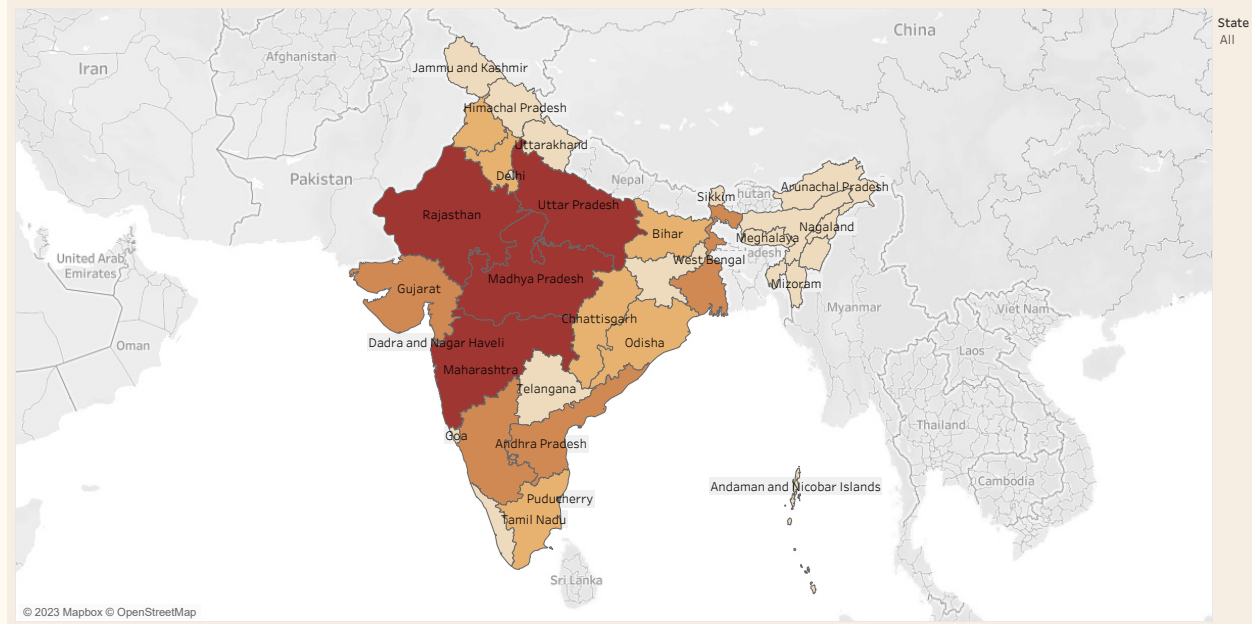 State
All
China
Iran
Afghanistan
Jammu and Kashmir
Himachal Pradesh
Uttarakhand
Pakistan
Delhi
Nepal
Sikkim
hutan
Arunachal Pradesh
Rajasthan
Uttar Pradesh
Bihar
Nagaland
Meghalaya
adesh
West Bengal
United Arab
Emirates
Gujarat
Madhya Pradesh
Mizoram
Myanmar
Viet Nam
Chhattisgarh
Oman
Dadra and Nagar Haveli
Odisha
Laos
Maharashtra
Telangana
Thailand
Goa
Andhra Pradesh
Cambodia
Andaman and Nicobar Islands
Puducherry
Tamil Nadu
Sri Lanka
© 2023 Mapbox © OpenStreetMap